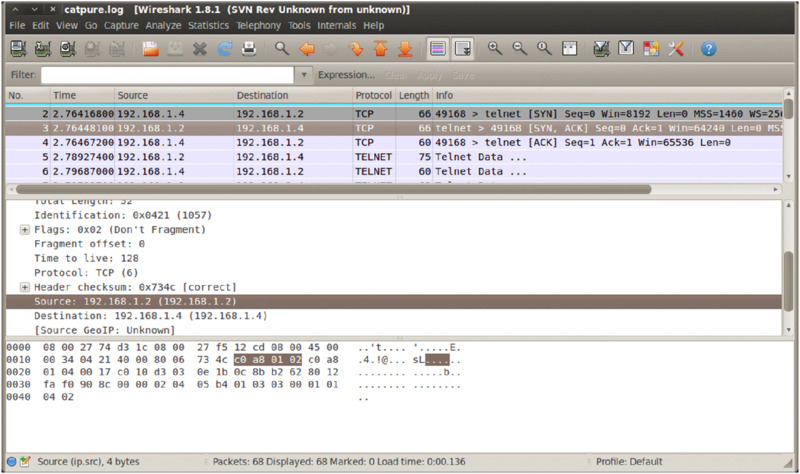 catpure.log [Wireshark 1.8.1 (SVN Rev Unknown from unknown)]
File Edit View Go Capture Analyze Statistics Telephony Tools Internals Help
Filter: Expression... Clear Apply Save
No. Time Source Destination Protocol Length Info
2 2.76416800 192.168.1.4 192.168.1.2 TCP 66 49168 > telnet [SYN] Seq=0 Win=8192 Len=0 MSS=1460 WS=256
3 2.76448100 192.168.1.2 192.168.1.4 TCP 66 telnet > 49168 [SYN, ACK] Seq=0 Ack=1 Win=64240 Len=0 MSS
4 2.76467200 192.168.1.4 192.168.1.2 TCP 60 49168 > telnet [ACK] Seq=1 Ack=1 Win=65536 Len=0
5 2.78927400 192.168.1.2 192.168.1.4 TELNET 75 Telnet Data ...
6 2.79687000 192.168.1.4 192.168.1.2 TELNET 60 Telnet Data ...
Total Length: 52
Identification: 0x0421 (1057)
Flags: 0x02 (Don't Fragment)
Fragment offset: 0
Time to live: 128
Protocol: TCP (6)
Header checksum: 0x734c [correct]
Source: 192.168.1.2 (192.168.1.2)
Destination: 192.168.1.4 (192.168.1.4)
[Source GeoIP: Unknown]
0000 08 00 27 74 d3 1c 08 00 27 f5 12 cd 08 00 45 00 ..'t.... '.....E.
0010 00 34 04 21 40 00 80 06 73 4c c0 a8 01 02 c0 a8 .4.!@... sL......
0020 01 04 00 17 c0 10 d3 03 0e 1b 0c 8b b2 62 80 12 ........ .....b..
0030 fa f0 90 8c 00 00 02 04 05 b4 01 03 03 00 01 01 ........ ........
0040 04 02 ..
Source (ip.src), 4 bytes Packets: 68 Displayed: 68 Marked: 0 Load time: 0:00.136 Profile: Default